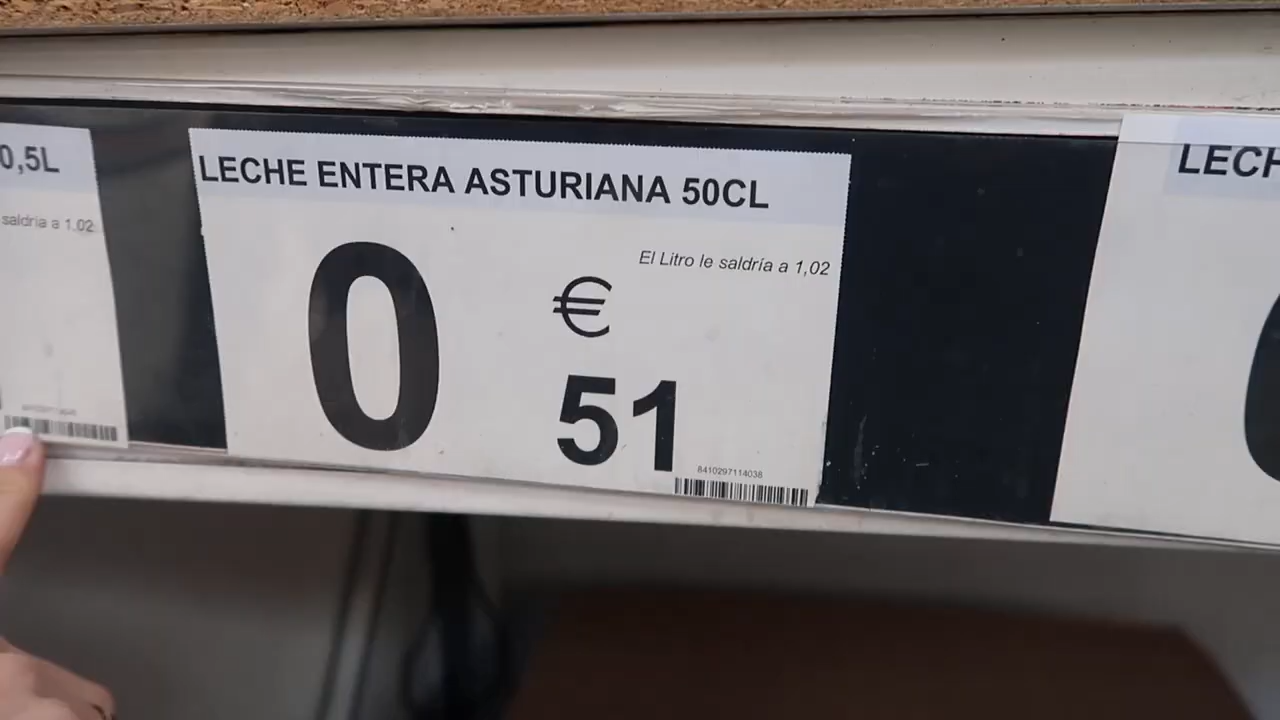 0,5L
saldría a 1,02
LECHE ENTERA ASTURIANA 50CL
El Litro le saldría a 1,02
0
€
51
8410297114038
LECH